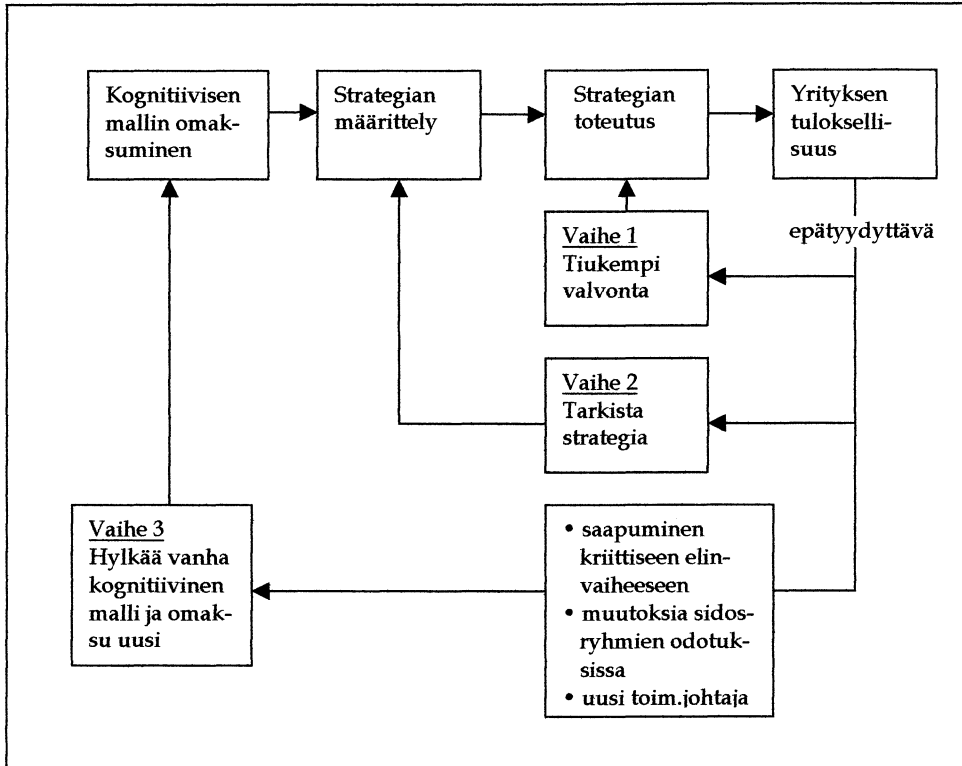 Kognitiivisen
mallin omak-
suminen
Strategian
määrittely
Strategian
toteutus
Yrityksen
tulokselli-
suus
epätyydyttävä
Vaihe 1
Tiukempi
valvonta
Vaihe 2
Tarkista
strategia
Vaihe 3
Hylkää vanha
kognitiivinen
malli ja omak-
su uusi
• saapuminen
kriittiseen elin-
vaiheeseen
• muutoksia sidos-
ryhmien odotuk-
sissa
• uusi toim.johtaja